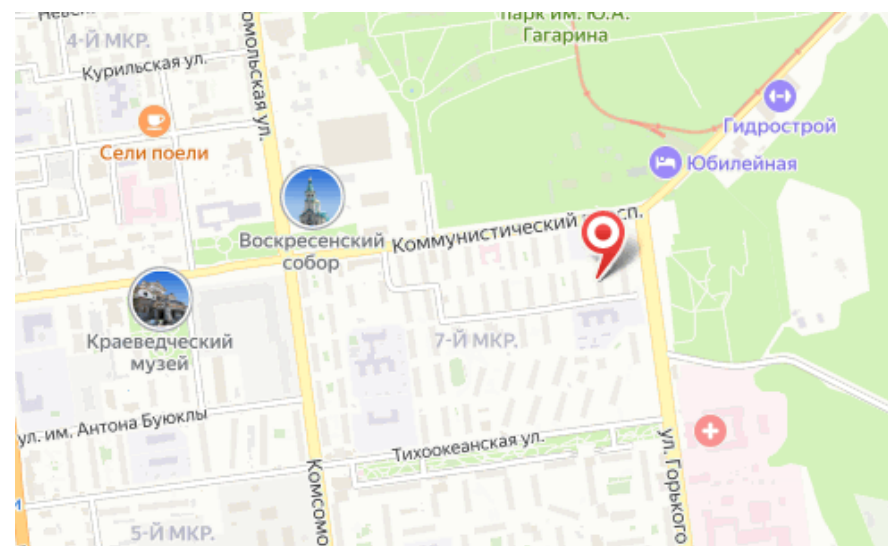 4-Й МКР.
парк им. Ю.А.
Гагарина
Курильская ул.
Сели поели
Гидрострой
Юбилейная
Воскресенский
собор
Коммунистический
Краеведческий
музей
7-Й МКР.
ул. им. Антона Буюклы
Тихоокеанская ул.
ул. Горького
5-Й МКР.